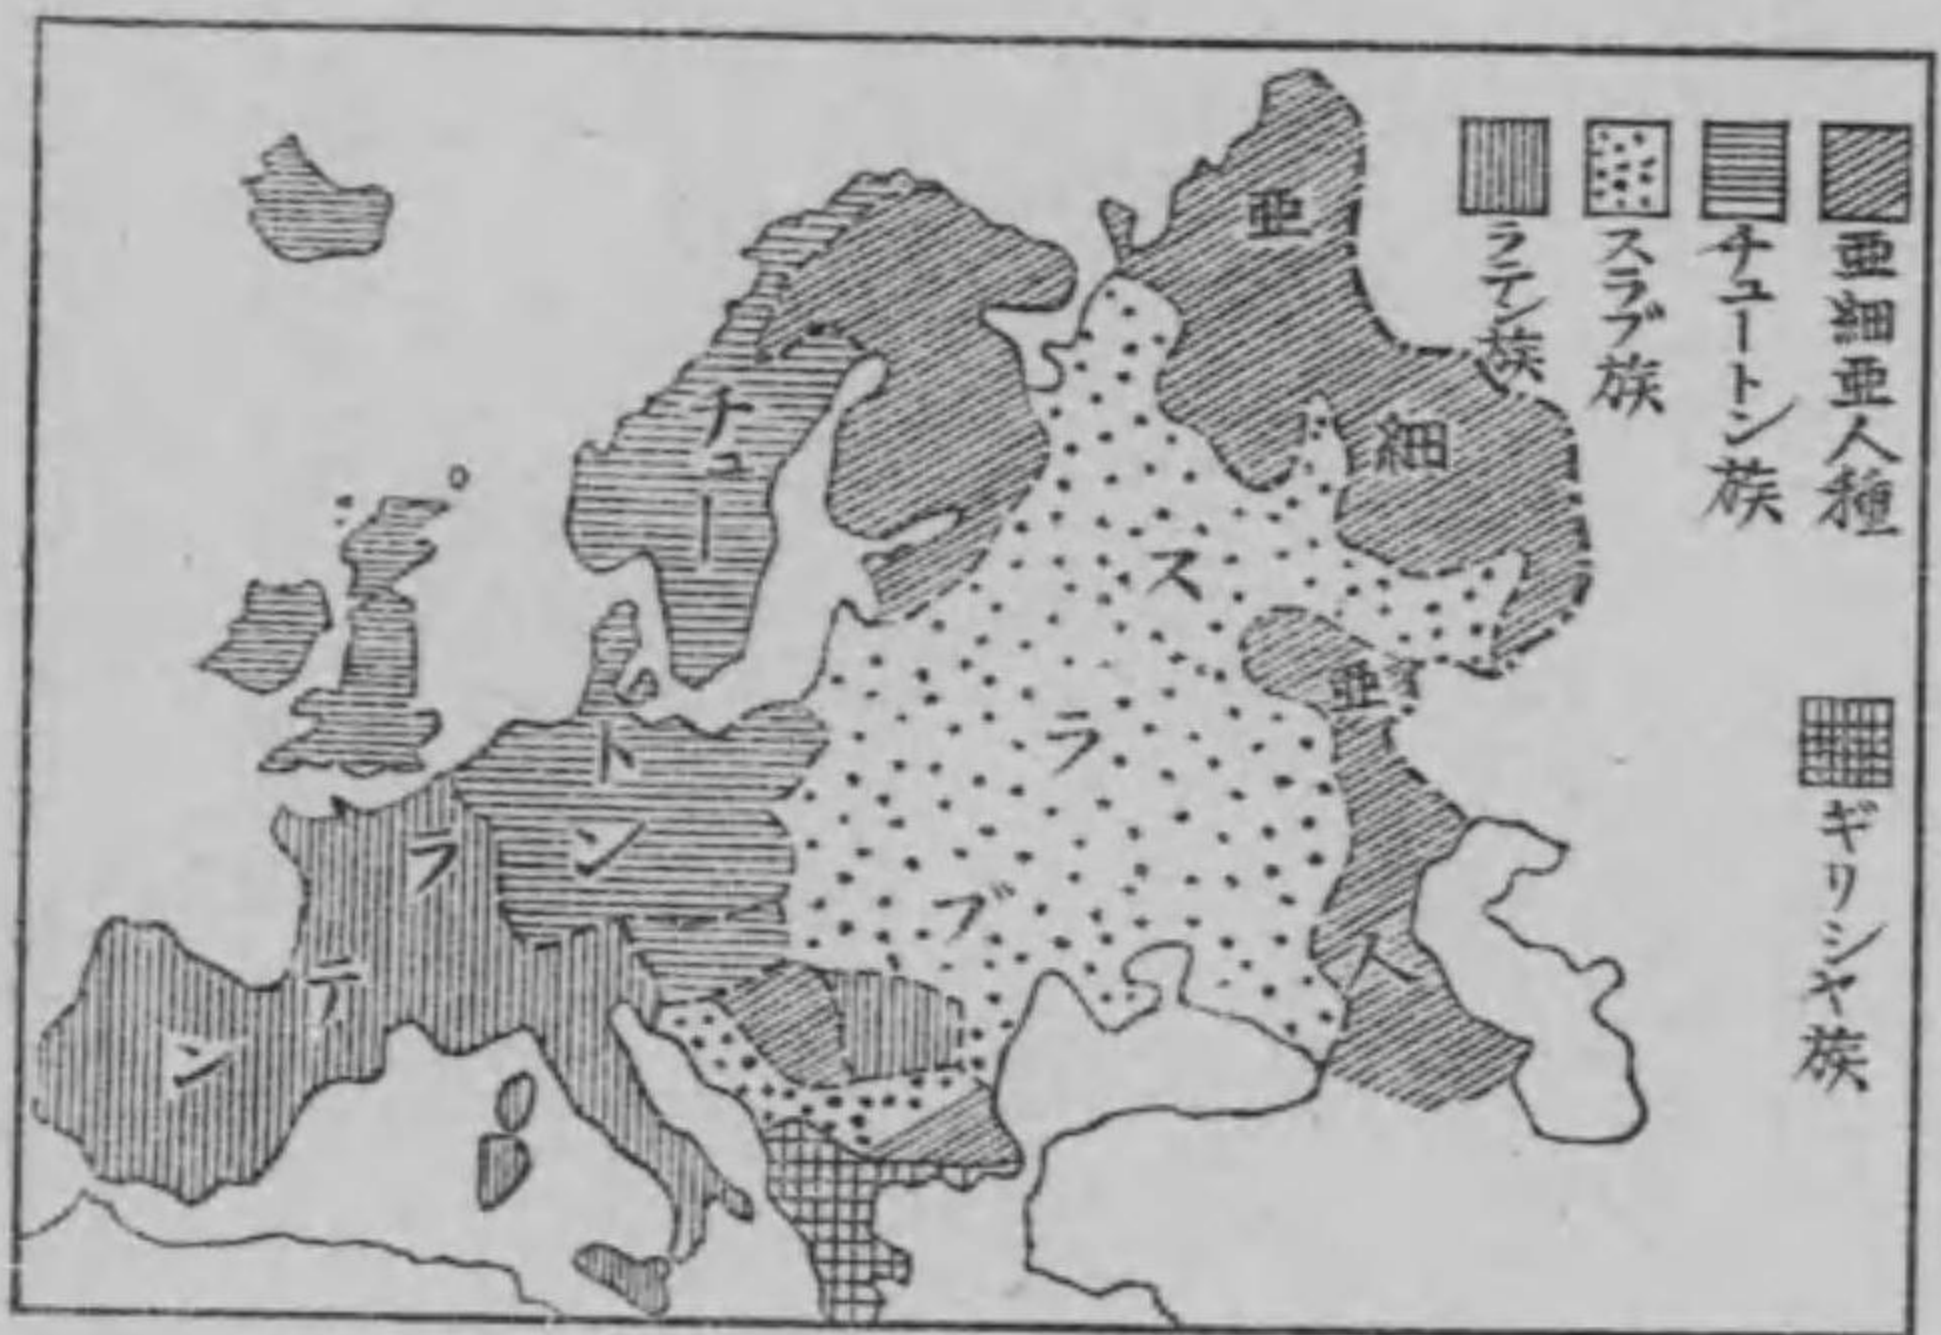 亜細亜人種
チュートン族
スラブ族
ラテン族
ギリシヤ族
亜細亜人
チュートン
スラブ
ラテン